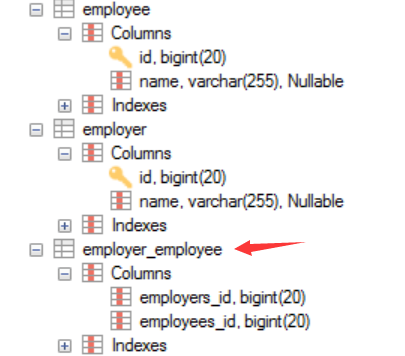 employee
Columns
id, bigint(20)
name, varchar(255), Nullable
Indexes
employer
Columns
id, bigint(20)
name, varchar(255), Nullable
Indexes
employer_employee
Columns
employers_id, bigint(20)
employees_id, bigint(20)
Indexes